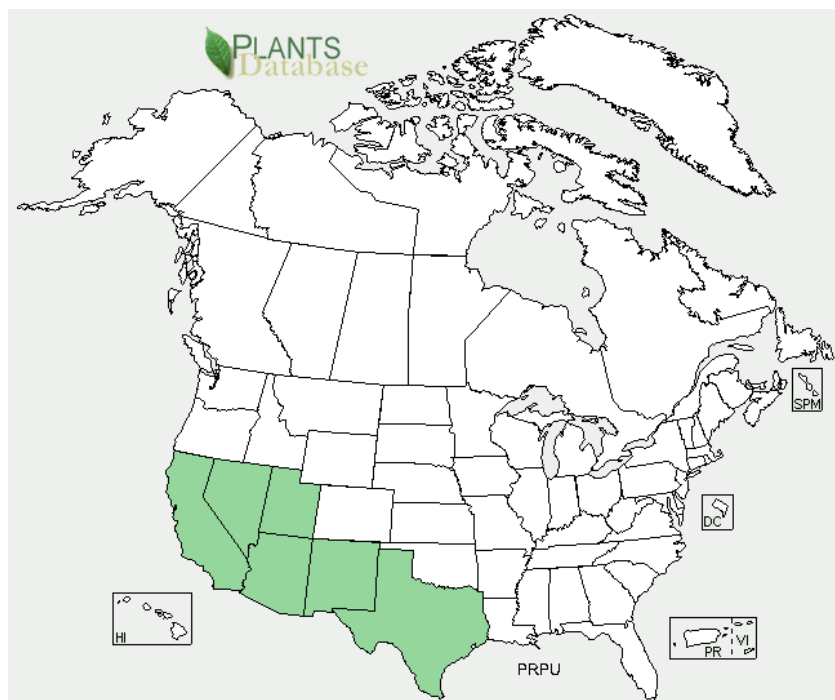 PLANTS
Database
SPM
DC
HI
PR
VI
PRPU